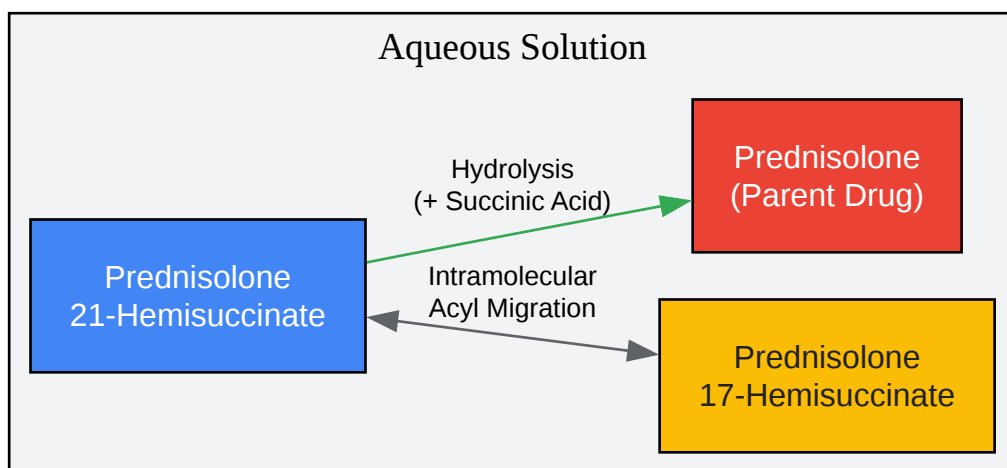 Aqueous Solution
Prednisolone
(Parent Drug)
Hydrolysis
(+ Succinic Acid)
Prednisolone
21-Hemisuccinate
Intramolecular
Acyl Migration
Prednisolone
17-Hemisuccinate